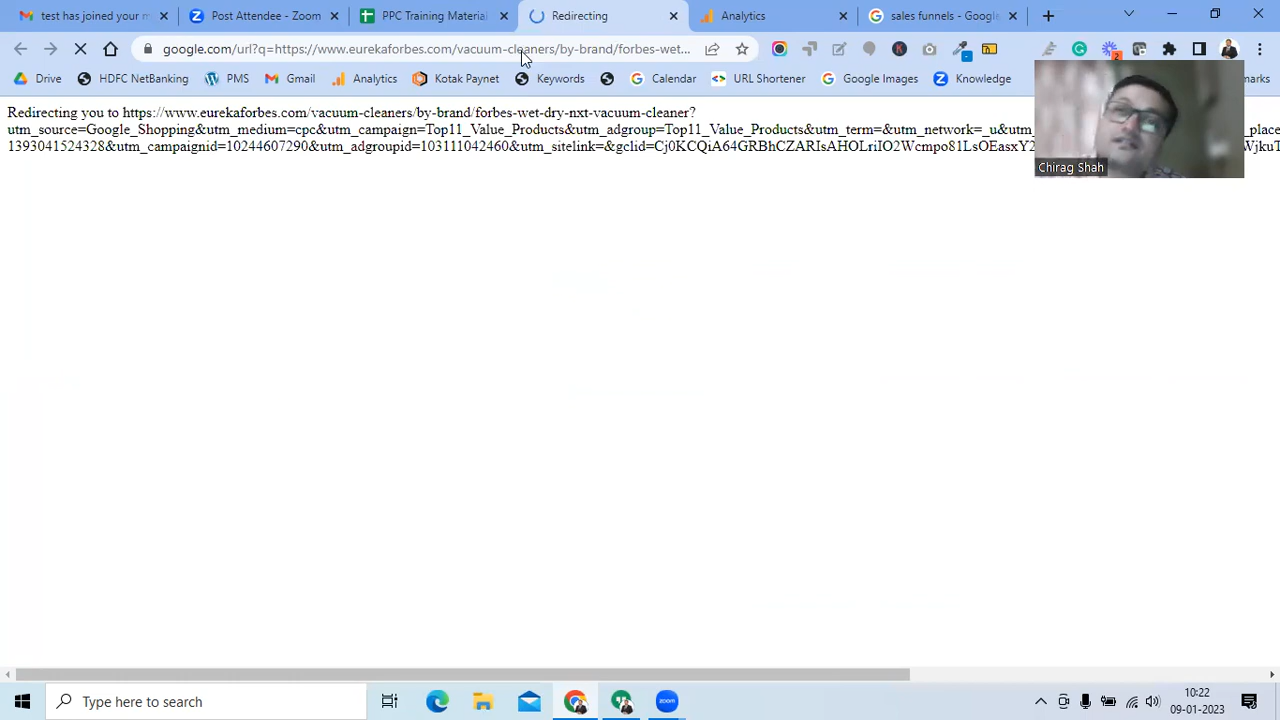 test has joined your m
Post Attendee - Zoom
PPC Training Material
Redirecting
Analytics
sales funnels - Google
google.com/url?q=https://www.eurekaforbes.com/vacuum-cleaners/by-brand/forbes-wet...
Drive
HDFC NetBanking
PMS
Gmail
Analytics
Kotak Paynet
Keywords
Calendar
URL Shortener
Google Images
Knowledge
Redirecting you to https://www.eurekaforbes.com/vacuum-cleaners/by-brand/forbes-wet-dry-nxt-vacuum-cleaner?
utm_source=Google_Shopping&utm_medium=cpc&utm_campaign=Top11_Value_Products&utm_adgroup=Top11_Value_Products&utm_term=&utm_network=_u&utm_
1393041524328&utm_campaignid=10244607290&utm_adgroupid=103111042460&utm_sitelink=&gclid=Cj0KCQiA64GRBhCZARIsAHOLriIO2Wcmpo81LsOEasxY2
Chirag Shah
Type here to search
zoom
10:22
09-01-2023